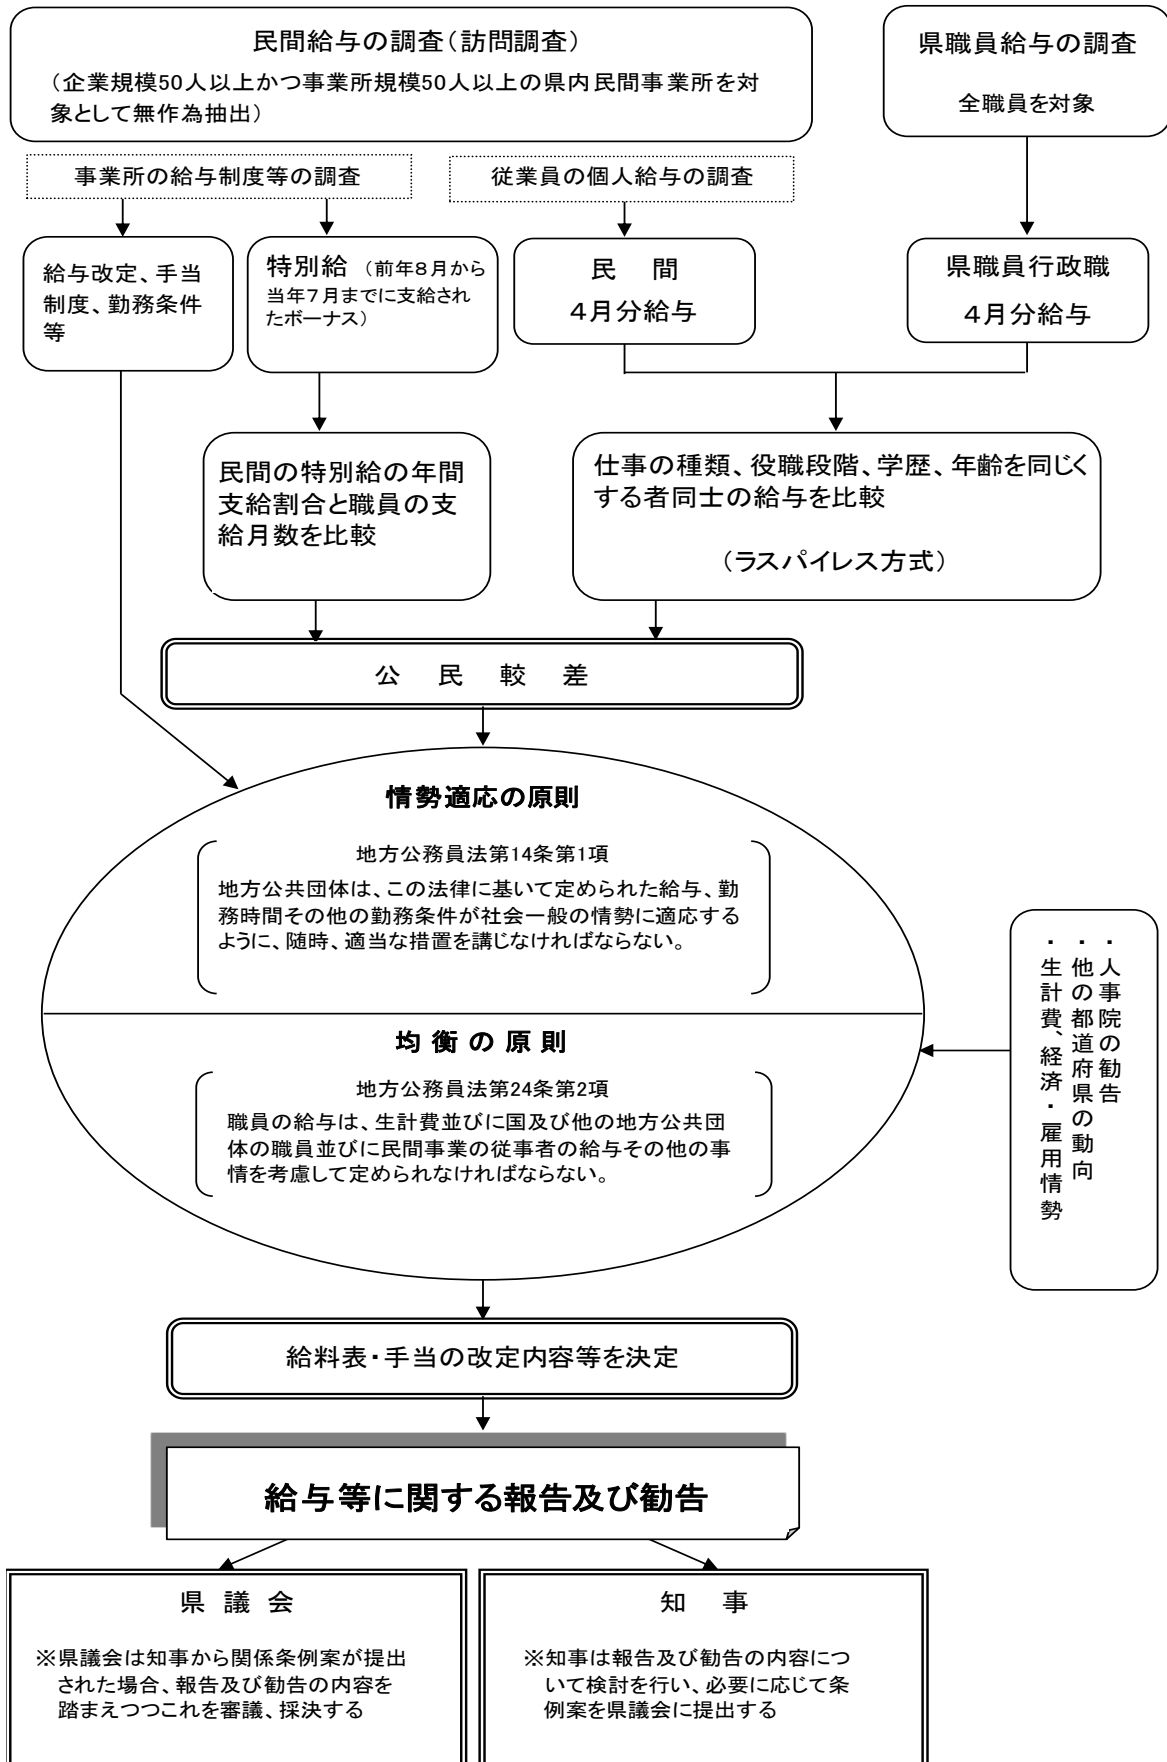 民間給与の調査(訪問調査)
(企業規模50人以上かつ事業所規模50人以上の県内民間事業所を対
象として無作為抽出)
県職員給与の調査
全職員を対象
事業所の給与制度等の調査
従業員の個人給与の調査
給与改定、手当
制度、勤務条件
等
特別給 (前年8月から
当年7月までに支給され
たボーナス)
民 間
4月分給与
県職員行政職
4月分給与
民間の特別給の年間
支給割合と職員の支
給月数を比較
仕事の種類、役職段階、学歴、年齢を同じく
する者同士の給与を比較
(ラスパイレス方式)
公 民 較 差
情勢適応の原則
地方公務員法第14条第1項
地方公共団体は、この法律に基いて定められた給与、勤
務時間その他の勤務条件が社会一般の情勢に適応する
ように、随時、適当な措置を講じなければならない。
均 衡 の 原 則
地方公務員法第24条第2項
職員の給与は、生計費並びに国及び他の地方公共団
体の職員並びに民間事業の従事者の給与その他の事
情を考慮して定められなければならない。
・人事院の勧告
・他の都道府県の動向
・生計費、経済・雇用情勢
給料表・手当の改定内容等を決定
給与等に関する報告及び勧告
県 議 会
※県議会は知事から関係条例案が提出
された場合、報告及び勧告の内容を
踏まえつつこれを審議、採決する
知 事
※知事は報告及び勧告の内容につ
いて検討を行い、必要に応じて条
例案を県議会に提出する